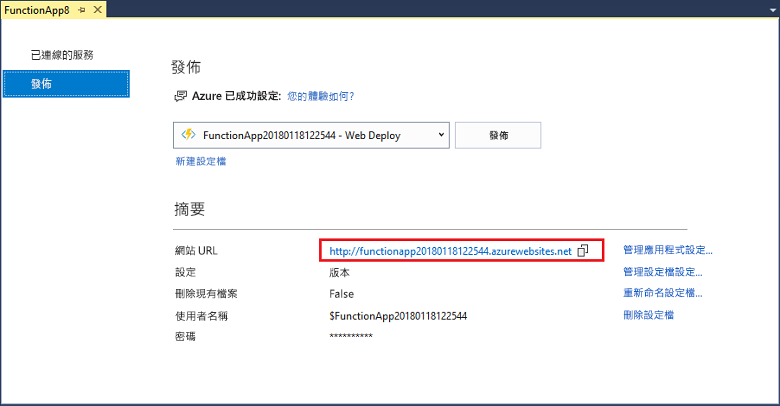 FunctionApp8
已連線的服務
發佈
發佈
Azure 已成功設定: 您的體驗如何?
FunctionApp20180118122544 - Web Deploy
發佈
新建設定檔
摘要
網站 URL http://functionapp20180118122544.azurewebsites.net 管理應用程式設定...
設定 版本 管理設定檔設定...
刪除現有檔案 False 重新命名設定檔...
使用者名稱 $FunctionApp20180118122544 刪除設定檔
密碼 **********